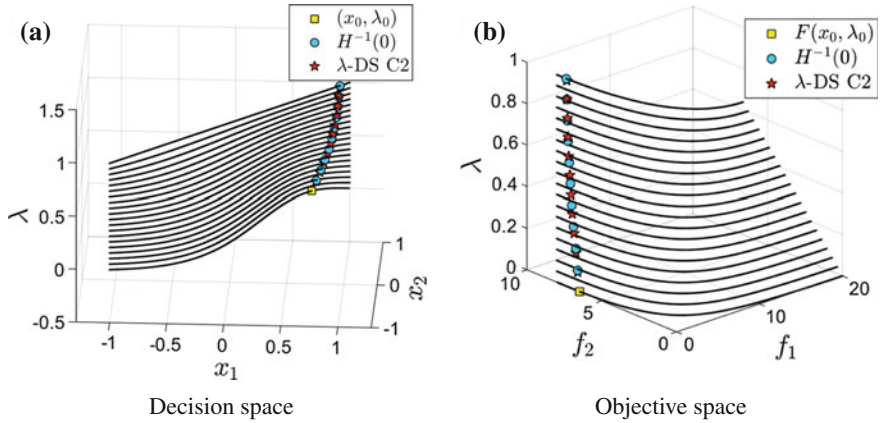 (a)
(x₀, λ₀)
H⁻¹(0)
λ-DS C2
1.5
1
0.5
0
-0.5
λ
-1
-0.5
0
0.5
1
x₁
1
0
-1
x₂
Decision space
(b)
F(x₀, λ₀)
H⁻¹(0)
λ-DS C2
1
0.8
0.6
0.4
0.2
0
λ
10
5
0
f₂
0
10
20
f₁
Objective space